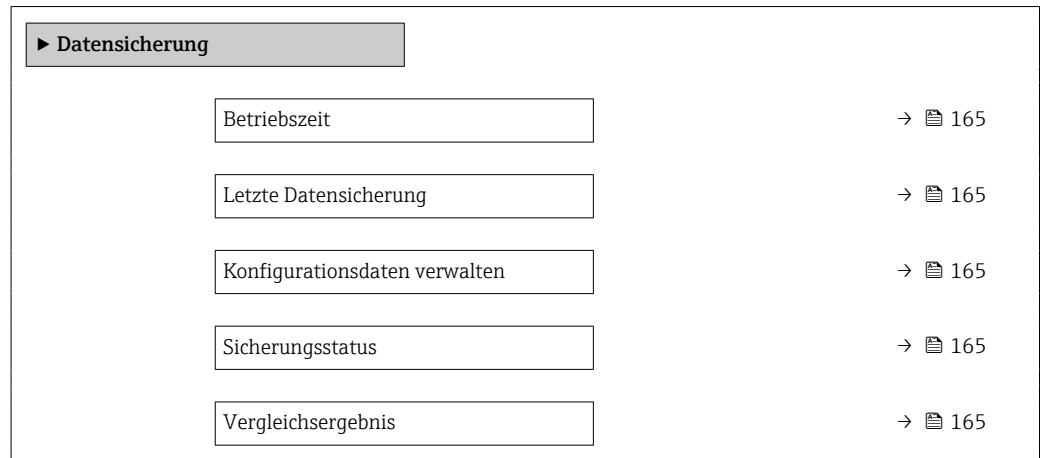 ▶ Datensicherung
Betriebszeit → 🖹 165
Letzte Datensicherung → 🖹 165
Konfigurationsdaten verwalten → 🖹 165
Sicherungsstatus → 🖹 165
Vergleichsergebnis → 🖹 165